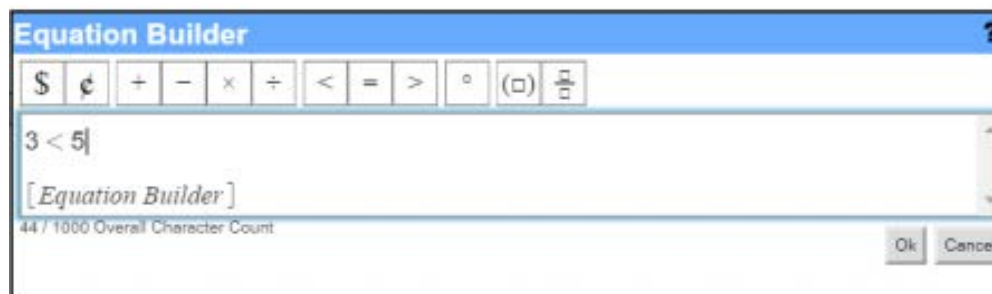 Equation Builder ?
$ ¢ + − × ÷ < = > ° (□) □/□
3 < 5
[Equation Builder]
44 / 1000 Overall Character Count
Ok Cance